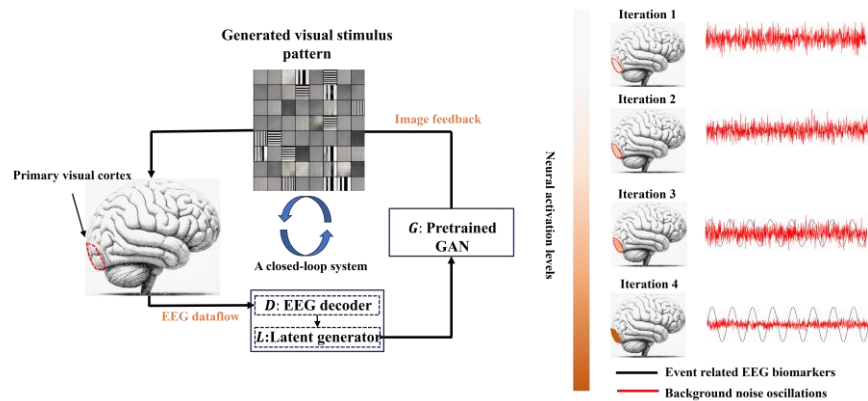 Generated visual stimulus
pattern
Image feedback
Primary visual cortex
G: Pretrained
GAN
A closed-loop system
EEG dataflow
D: EEG decoder
L:Latent generator
Neural activation levels
Iteration 1
Iteration 2
Iteration 3
Iteration 4
Event related EEG biomarkers
Background noise oscillations